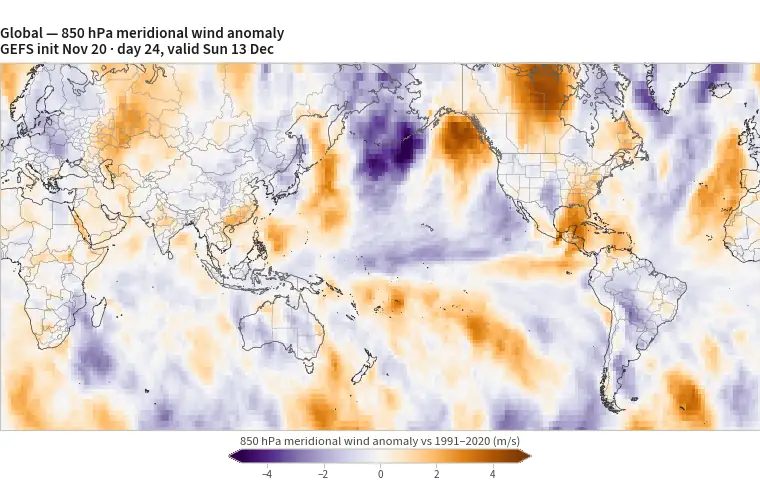 Global — 850 hPa meridional wind anomaly
GEFS init Nov 20 · day 24, valid Sun 13 Dec
850 hPa meridional wind anomaly vs 1991–2020 (m/s)
−4 −2 0 2 4